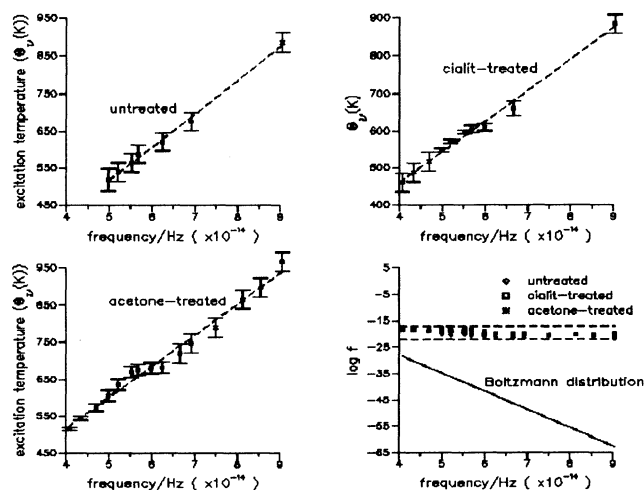 excitation temperature (Θν(K))
950
850
750
650
550
450
untreated
4 5 6 7 8 9
frequency/Hz ( ×10⁻¹⁴ )
Θν(K)
900
800
700
600
500
400
cialit-treated
4 5 6 7 8 9
frequency/Hz ( ×10⁻¹⁴ )
excitation temperature (Θν(K))
950
850
750
650
550
450
acetone-treated
4 5 6 7 8 9
frequency/Hz ( ×10⁻¹⁴ )
log f
5
-5
-15
-25
-35
-45
-55
-65
untreated
cialit-treated
acetone-treated
Boltzmann distribution
4 5 6 7 8 9
frequency/Hz ( ×10⁻¹⁴ )